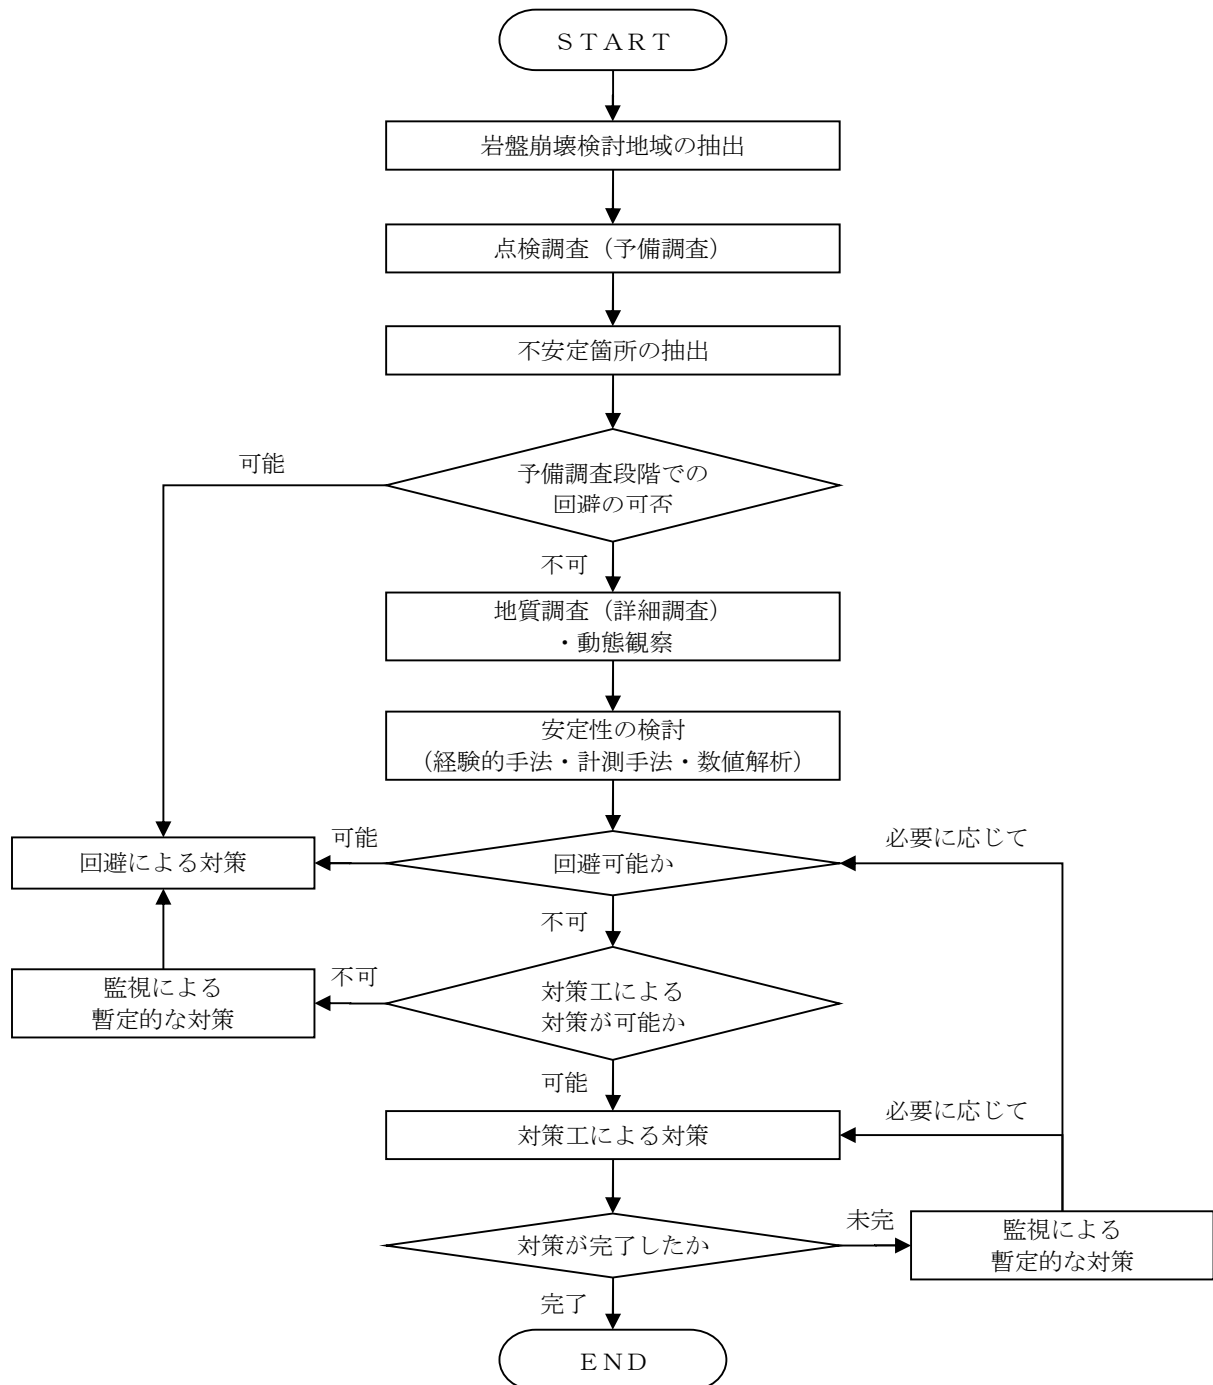 ＳＴＡＲＴ
岩盤崩壊検討地域の抽出
点検調査（予備調査）
不安定箇所の抽出
可能
予備調査段階での
回避の可否
不可
地質調査（詳細調査）
・動態観察
安定性の検討
（経験的手法・計測手法・数値解析）
回避による対策
可能
回避可能か
必要に応じて
不可
監視による
暫定的な対策
不可
対策工による
対策が可能か
可能
対策工による対策
必要に応じて
対策が完了したか
未完
監視による
暫定的な対策
完了
ＥＮＤ